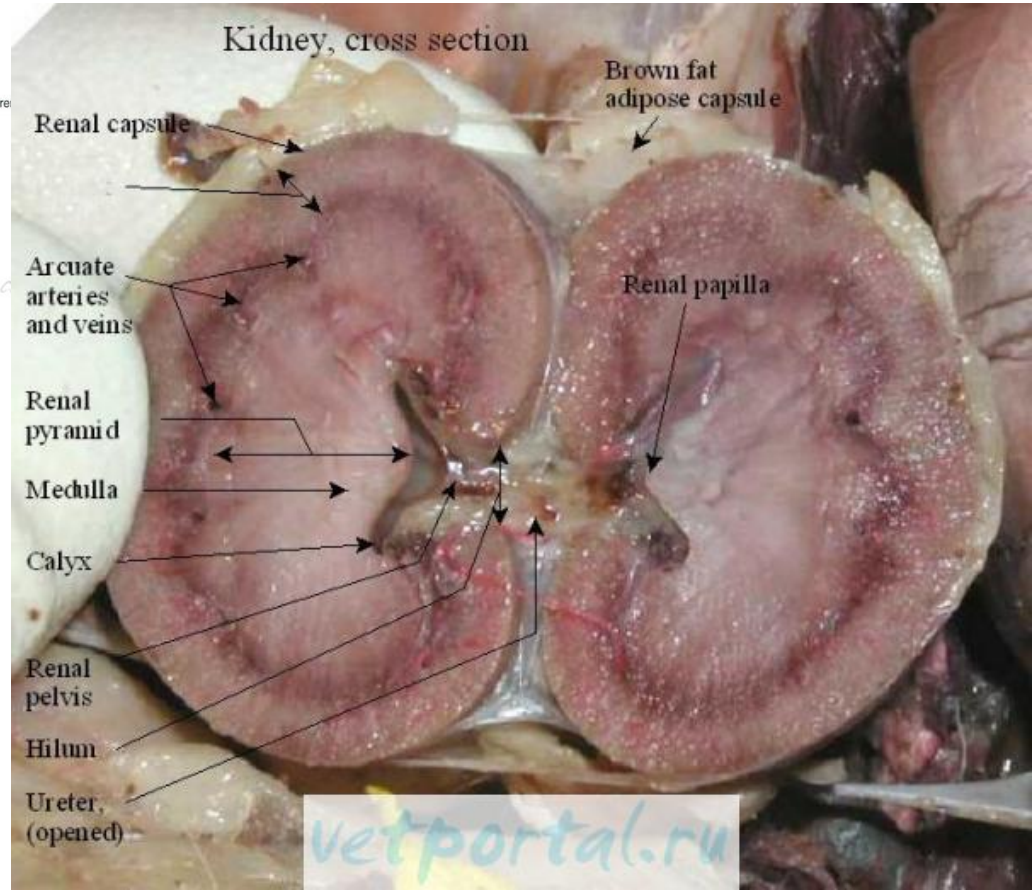 Kidney, cross section
Brown fat
adipose capsule
Renal capsule
Arcuate
arteries
and veins
Renal papilla
Renal
pyramid
Medulla
Calyx
Renal
pelvis
Hilum
Ureter,
(opened)
vetportal.ru